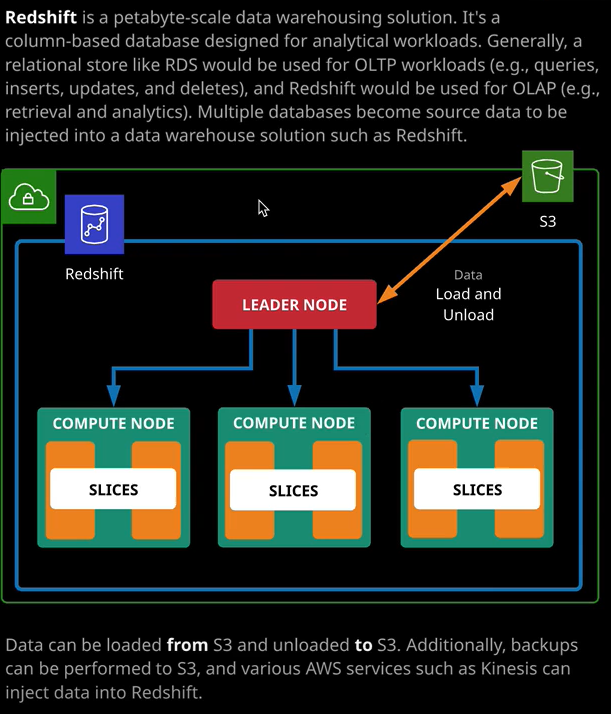 Redshift is a petabyte-scale data warehousing solution. It's a
column-based database designed for analytical workloads. Generally, a
relational store like RDS would be used for OLTP workloads (e.g., queries,
inserts, updates, and deletes), and Redshift would be used for OLAP (e.g.,
retrieval and analytics). Multiple databases become source data to be
injected into a data warehouse solution such as Redshift.
S3
Redshift
Data
Load and
Unload
LEADER NODE
COMPUTE NODE
SLICES
COMPUTE NODE
SLICES
COMPUTE NODE
SLICES
Data can be loaded from S3 and unloaded to S3. Additionally, backups
can be performed to S3, and various AWS services such as Kinesis can
inject data into Redshift.